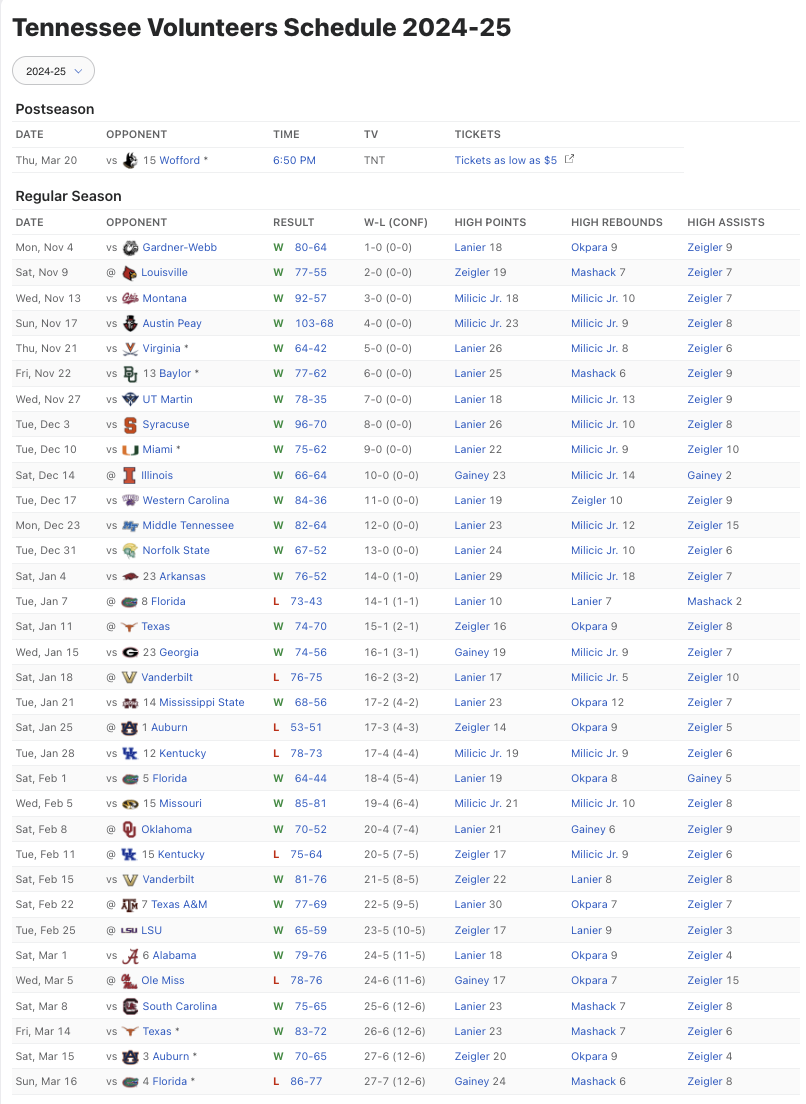 Tennessee Volunteers Schedule 2024-25
2024-25
Postseason
DATE OPPONENT TIME TV TICKETS
Thu, Mar 20 vs 15 Wofford * 6:50 PM TNT Tickets as low as $5
Regular Season
DATE OPPONENT RESULT W-L (CONF) HIGH POINTS HIGH REBOUNDS HIGH ASSISTS
Mon, Nov 4 vs Gardner-Webb W 80-64 1-0 (0-0) Lanier 18 Okpara 9 Zeigler 9
Sat, Nov 9 @ Louisville W 77-55 2-0 (0-0) Zeigler 19 Mashack 7 Zeigler 7
Wed, Nov 13 vs Montana W 92-57 3-0 (0-0) Milicic Jr. 18 Milicic Jr. 10 Zeigler 7
Sun, Nov 17 vs Austin Peay W 103-68 4-0 (0-0) Milicic Jr. 23 Milicic Jr. 9 Zeigler 8
Thu, Nov 21 vs Virginia * W 64-42 5-0 (0-0) Lanier 26 Milicic Jr. 8 Zeigler 6
Fri, Nov 22 vs 13 Baylor * W 77-62 6-0 (0-0) Lanier 25 Mashack 6 Zeigler 9
Wed, Nov 27 vs UT Martin W 78-35 7-0 (0-0) Lanier 18 Milicic Jr. 13 Zeigler 9
Tue, Dec 3 vs Syracuse W 96-70 8-0 (0-0) Lanier 26 Milicic Jr. 10 Zeigler 8
Tue, Dec 10 vs Miami * W 75-62 9-0 (0-0) Lanier 22 Milicic Jr. 9 Zeigler 10
Sat, Dec 14 @ Illinois W 66-64 10-0 (0-0) Gainey 23 Milicic Jr. 14 Gainey 2
Tue, Dec 17 vs Western Carolina W 84-36 11-0 (0-0) Lanier 19 Zeigler 10 Zeigler 9
Mon, Dec 23 vs Middle Tennessee W 82-64 12-0 (0-0) Lanier 23 Milicic Jr. 12 Zeigler 15
Tue, Dec 31 vs Norfolk State W 67-52 13-0 (0-0) Lanier 24 Milicic Jr. 10 Zeigler 6
Sat, Jan 4 vs 23 Arkansas W 76-52 14-0 (1-0) Lanier 29 Milicic Jr. 18 Zeigler 7
Tue, Jan 7 @ 8 Florida L 73-43 14-1 (1-1) Lanier 10 Lanier 7 Mashack 2
Sat, Jan 11 @ Texas W 74-70 15-1 (2-1) Zeigler 16 Okpara 9 Zeigler 8
Wed, Jan 15 vs 23 Georgia W 74-56 16-1 (3-1) Gainey 19 Milicic Jr. 9 Zeigler 7
Sat, Jan 18 @ Vanderbilt L 76-75 16-2 (3-2) Lanier 17 Milicic Jr. 5 Zeigler 10
Tue, Jan 21 vs 14 Mississippi State W 68-56 17-2 (4-2) Lanier 23 Okpara 12 Zeigler 7
Sat, Jan 25 @ 1 Auburn L 53-51 17-3 (4-3) Zeigler 14 Okpara 9 Zeigler 5
Tue, Jan 28 vs 12 Kentucky L 78-73 17-4 (4-4) Milicic Jr. 19 Milicic Jr. 9 Zeigler 6
Sat, Feb 1 vs 5 Florida W 64-44 18-4 (5-4) Lanier 19 Okpara 8 Gainey 5
Wed, Feb 5 vs 15 Missouri W 85-81 19-4 (6-4) Milicic Jr. 21 Milicic Jr. 10 Zeigler 8
Sat, Feb 8 @ Oklahoma W 70-52 20-4 (7-4) Lanier 21 Gainey 6 Zeigler 9
Tue, Feb 11 @ 15 Kentucky L 75-64 20-5 (7-5) Zeigler 17 Milicic Jr. 9 Zeigler 6
Sat, Feb 15 vs Vanderbilt W 81-76 21-5 (8-5) Zeigler 22 Lanier 8 Zeigler 8
Sat, Feb 22 @ 7 Texas A&M W 77-69 22-5 (9-5) Lanier 30 Okpara 7 Zeigler 7
Tue, Feb 25 @ LSU LSU W 65-59 23-5 (10-5) Zeigler 17 Lanier 9 Zeigler 3
Sat, Mar 1 vs 6 Alabama W 79-76 24-5 (11-5) Lanier 18 Okpara 9 Zeigler 4
Wed, Mar 5 @ Ole Miss L 78-76 24-6 (11-6) Gainey 17 Okpara 7 Zeigler 15
Sat, Mar 8 vs South Carolina W 75-65 25-6 (12-6) Lanier 23 Mashack 7 Zeigler 8
Fri, Mar 14 vs Texas * W 83-72 26-6 (12-6) Lanier 23 Mashack 7 Zeigler 6
Sat, Mar 15 vs 3 Auburn * W 70-65 27-6 (12-6) Zeigler 20 Okpara 9 Zeigler 4
Sun, Mar 16 vs 4 Florida * L 86-77 27-7 (12-6) Gainey 24 Mashack 6 Zeigler 8